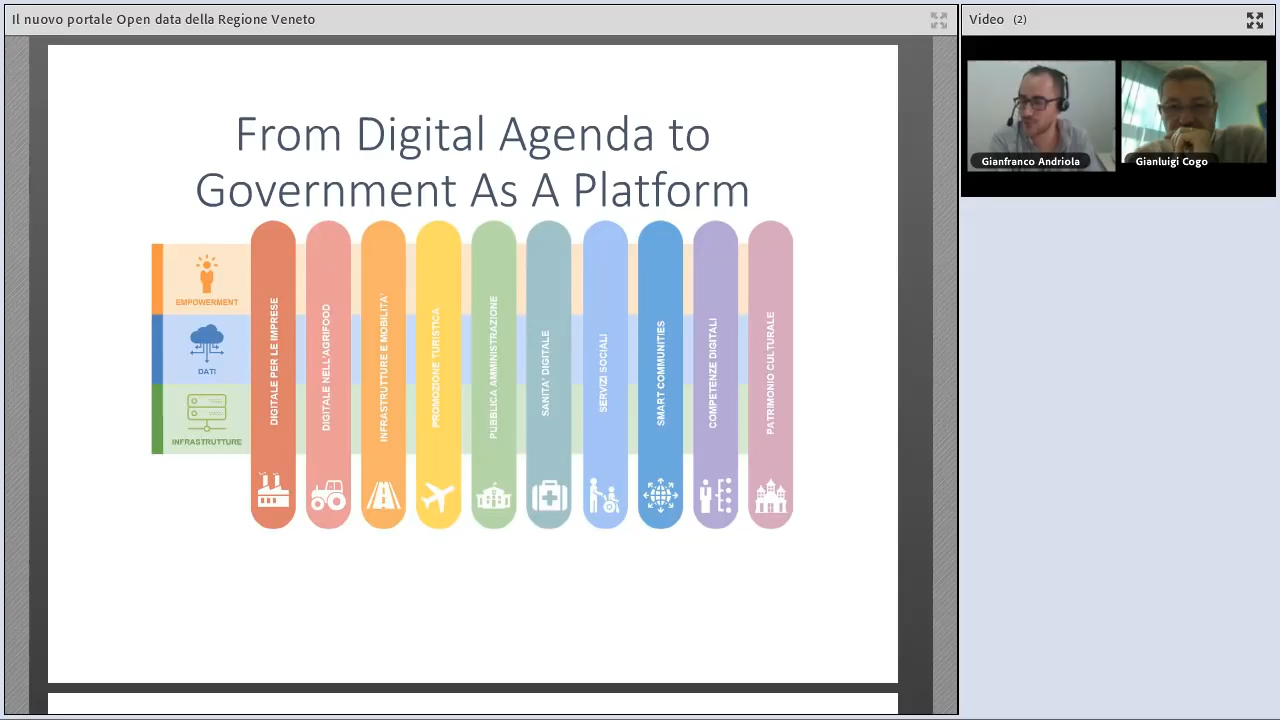 Il nuovo portale Open data della Regione Veneto
Video (2)
Gianfranco Andriola
Gianluigi Cogo
From Digital Agenda to
Government As A Platform
EMPOWERMENT
DATI
INFRASTRUTTURE
DIGITALE PER LE IMPRESE
DIGITALE NELL'AGRIFOOD
INFRASTRUTTURE E MOBILITA'
PROMOZIONE TURISTICA
PUBBLICA AMMINISTRAZIONE
SANITA' DIGITALE
SERVIZI SOCIALI
SMART COMMUNITIES
COMPETENZE DIGITALI
PATRIMONIO CULTURALE